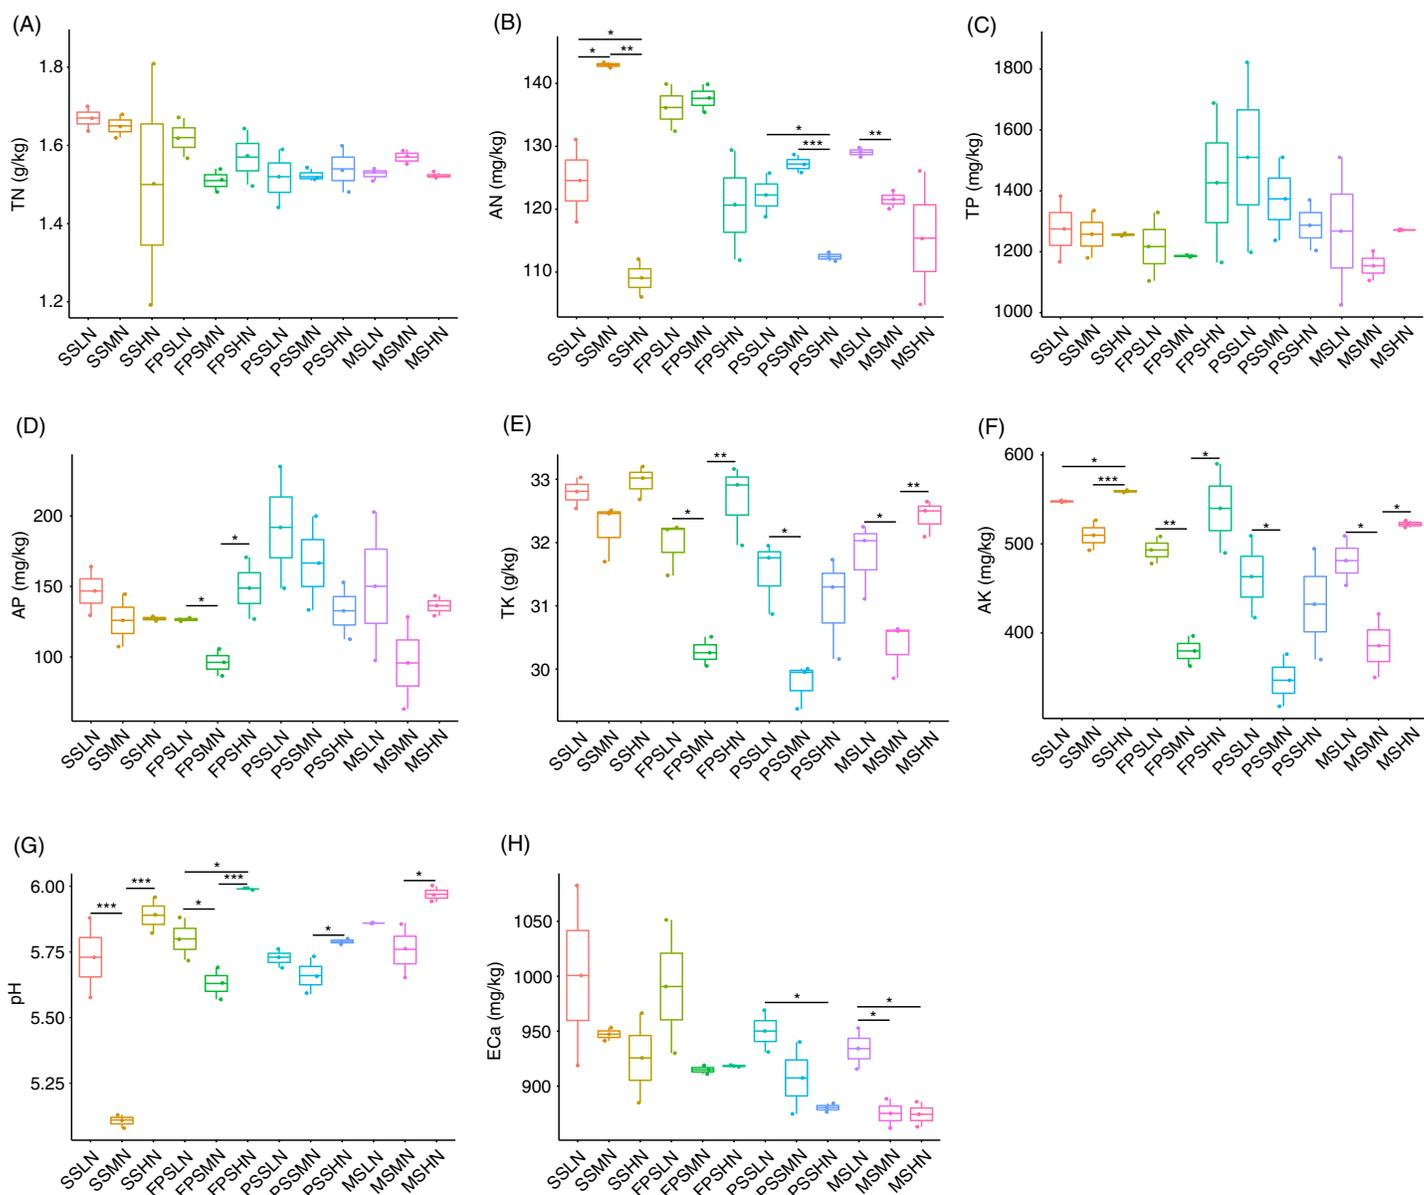 (A)
TN (g/kg)
1.8
1.6
1.4
1.2
SSLN SSMN SSHN FPSLN FPSMN FPSHN PSSLN PSSMN PSSHN MSLN MSMN MSHN
(B)
AN (mg/kg)
140
130
120
110
* * ** * *** **
SSLN SSMN SSHN FPSLN FPSMN FPSHN PSSLN PSSMN PSSHN MSLN MSMN MSHN
(C)
TP (mg/kg)
1800
1600
1400
1200
1000
SSLN SSMN SSHN FPSLN FPSMN FPSHN PSSLN PSSMN PSSHN MSLN MSMN MSHN
(D)
AP (mg/kg)
200
150
100
* *
SSLN SSMN SSHN FPSLN FPSMN FPSHN PSSLN PSSMN PSSHN MSLN MSMN MSHN
(E)
TK (g/kg)
33
32
31
30
* ** * * **
SSLN SSMN SSHN FPSLN FPSMN FPSHN PSSLN PSSMN PSSHN MSLN MSMN MSHN
(F)
AK (mg/kg)
600
500
400
* *** ** * * * *
SSLN SSMN SSHN FPSLN FPSMN FPSHN PSSLN PSSMN PSSHN MSLN MSMN MSHN
(G)
pH
6.00
5.75
5.50
5.25
*** *** * * *** * *
SSLN SSMN SSHN FPSLN FPSMN FPSHN PSSLN PSSMN PSSHN MSLN MSMN MSHN
(H)
ECa (mg/kg)
1050
1000
950
900
* * *
SSLN SSMN SSHN FPSLN FPSMN FPSHN PSSLN PSSMN PSSHN MSLN MSMN MSHN